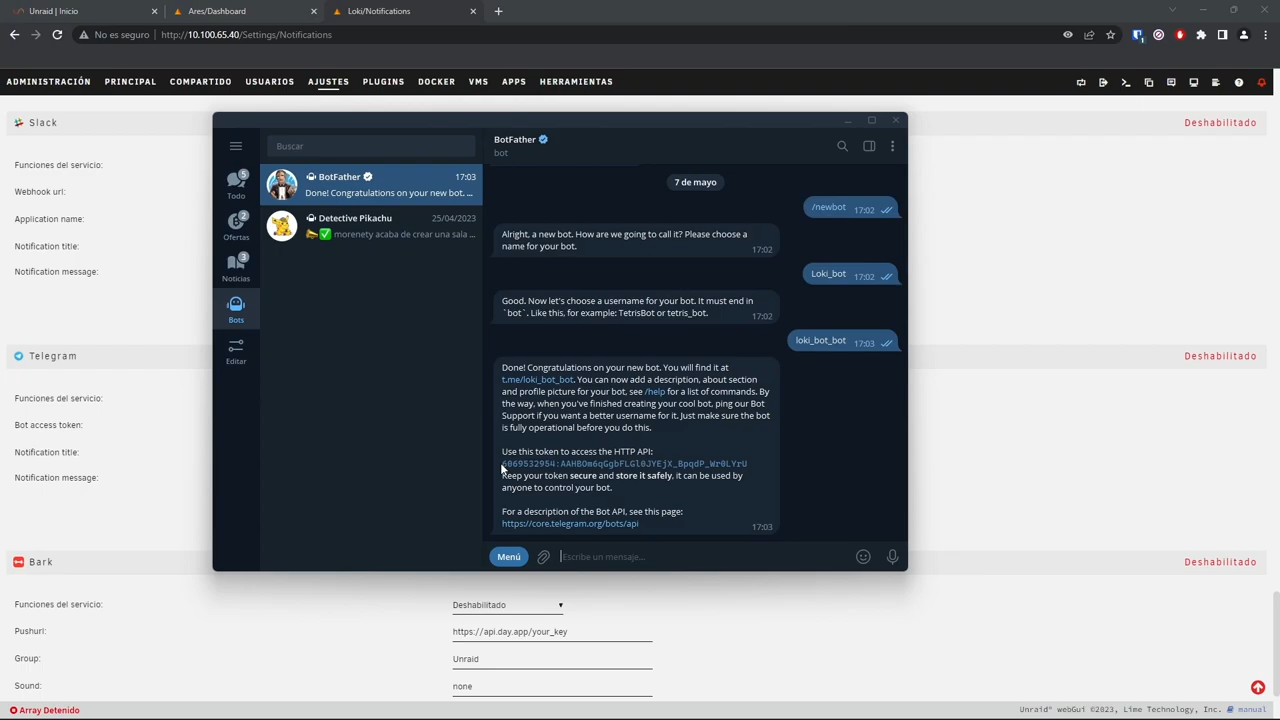 Unraid | Inicio
Ares/Dashboard
Loki/Notifications
No es seguro
http://10.100.65.40/Settings/Notifications
ADMINISTRACIÓN PRINCIPAL COMPARTIDO USUARIOS AJUSTES PLUGINS DOCKER VMS APPS HERRAMIENTAS
Slack
Deshabilitado
Funciones del servicio:
Webhook url:
Application name:
Notification title:
Notification message:
Telegram
Deshabilitado
Funciones del servicio:
Bot access token:
Notification title:
Notification message:
Bark
Deshabilitado
Funciones del servicio:
Deshabilitado
Pushurl:
https://api.day.app/your_key
Group:
Unraid
Sound:
none
Array Detenido
Unraid® webGui ©2023, Lime Technology, Inc. manual
5
Todo
2
Ofertas
3
Noticias
Bots
Editar
Buscar
BotFather
17:03
Done! Congratulations on your new bot. ...
Detective Pikachu
25/04/2023
morenety acaba de crear una sala ...
BotFather
bot
7 de mayo
/newbot
17:02
Alright, a new bot. How are we going to call it? Please choose a
name for your bot.
17:02
Loki_bot
17:02
Good. Now let's choose a username for your bot. It must end in
`bot`. Like this, for example: TetrisBot or tetris_bot.
17:02
loki_bot_bot
17:03
Done! Congratulations on your new bot. You will find it at
t.me/loki_bot_bot. You can now add a description, about section
and profile picture for your bot, see /help for a list of commands. By
the way, when you've finished creating your cool bot, ping our Bot
Support if you want a better username for it. Just make sure the bot
is fully operational before you do this.
Use this token to access the HTTP API:
6069532954:AAHBOm6qGgbFLGl0JYEjX_BpqdP_Wr0LYrU
Keep your token secure and store it safely, it can be used by
anyone to control your bot.
For a description of the Bot API, see this page:
https://core.telegram.org/bots/api
17:03
Menú
Escribe un mensaje...